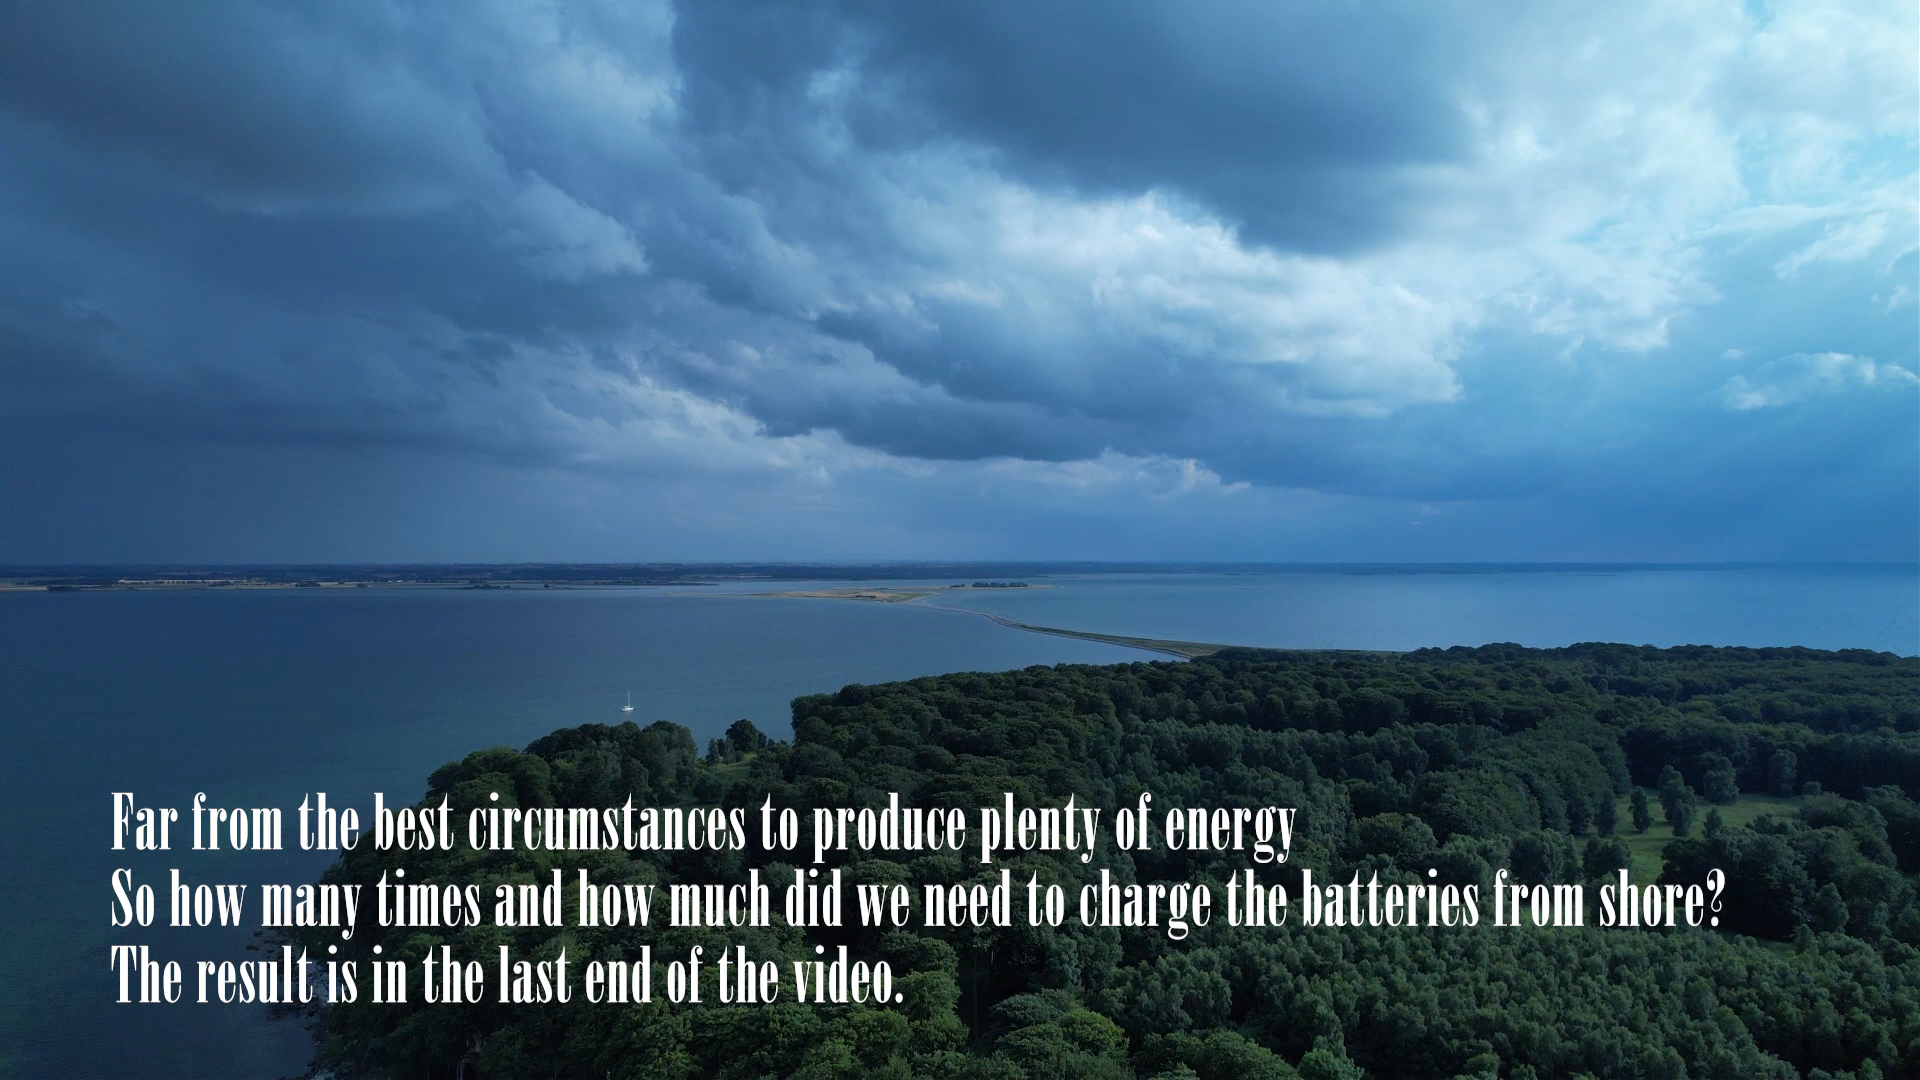 Far from the best circumstances to produce plenty of energy
So how many times and how much did we need to charge the batteries from shore?
The result is in the last end of the video.